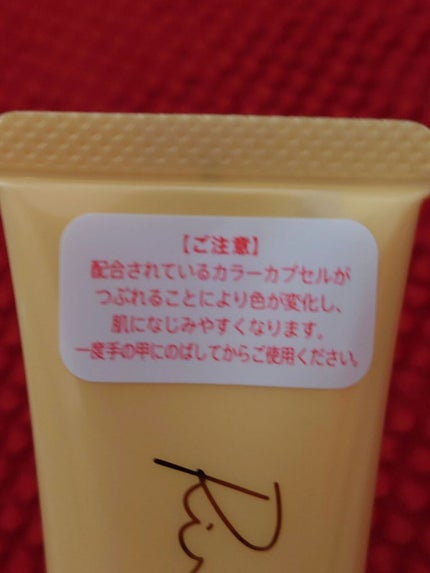 【ご注意】
配合されているカラーカプセルが
つぶれることにより色が変化し、
肌になじみやすくなります。
一度手の甲にのばしてからご使用ください。